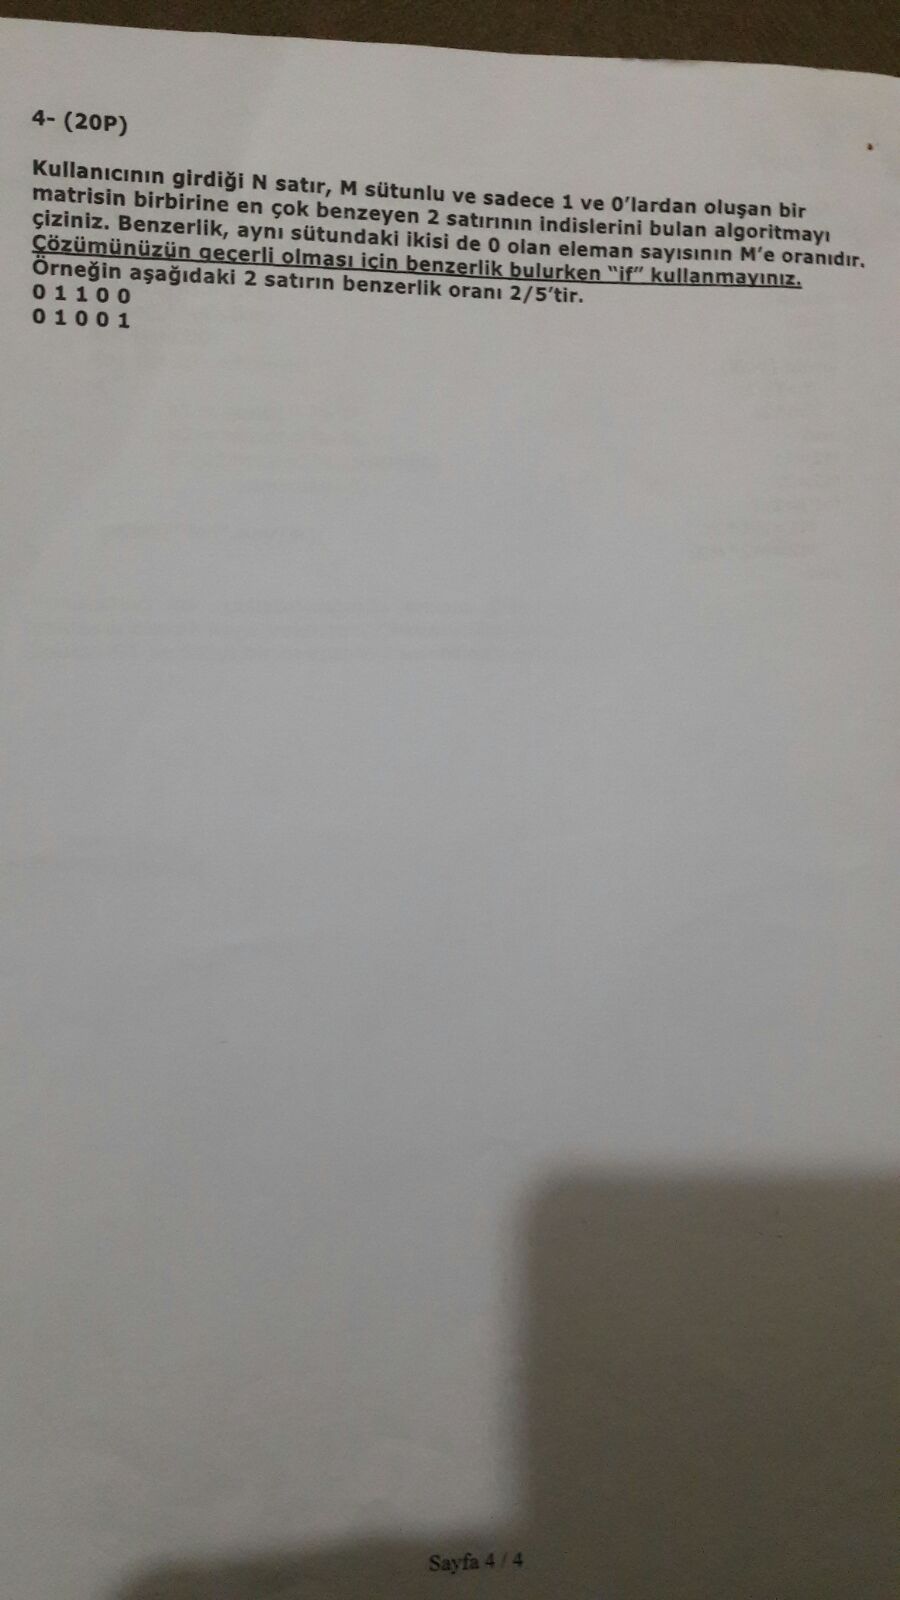 4- (20P)
Kullanıcının girdiği N satır, M sütunlu ve sadece 1 ve 0'lardan oluşan bir
matrisin birbirine en çok benzeyen 2 satırının indislerini bulan algoritmayı
çiziniz. Benzerlik, aynı sütundaki ikisi de 0 olan eleman sayısının M'e oranıdır.
Çözümünüzün geçerli olması için benzerlik bulurken "if" kullanmayınız.
Örneğin aşağıdaki 2 satırın benzerlik oranı 2/5'tir.
0 1 1 0 0
0 1 0 0 1
Sayfa 4 / 4